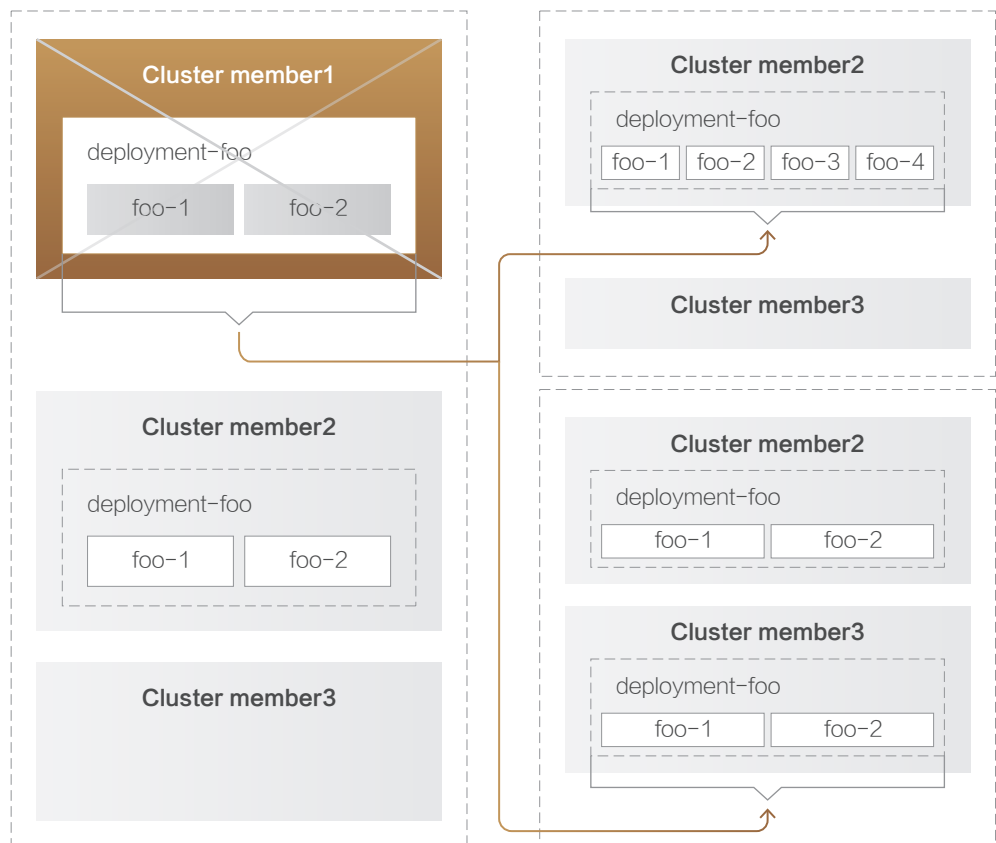 Cluster member1
deployment-foo
foo-1 foo-2
Cluster member2
deployment-foo
foo-1 foo-2
Cluster member3
Cluster member2
deployment-foo
foo-1 foo-2 foo-3 foo-4
Cluster member3
Cluster member2
deployment-foo
foo-1 foo-2
Cluster member3
deployment-foo
foo-1 foo-2